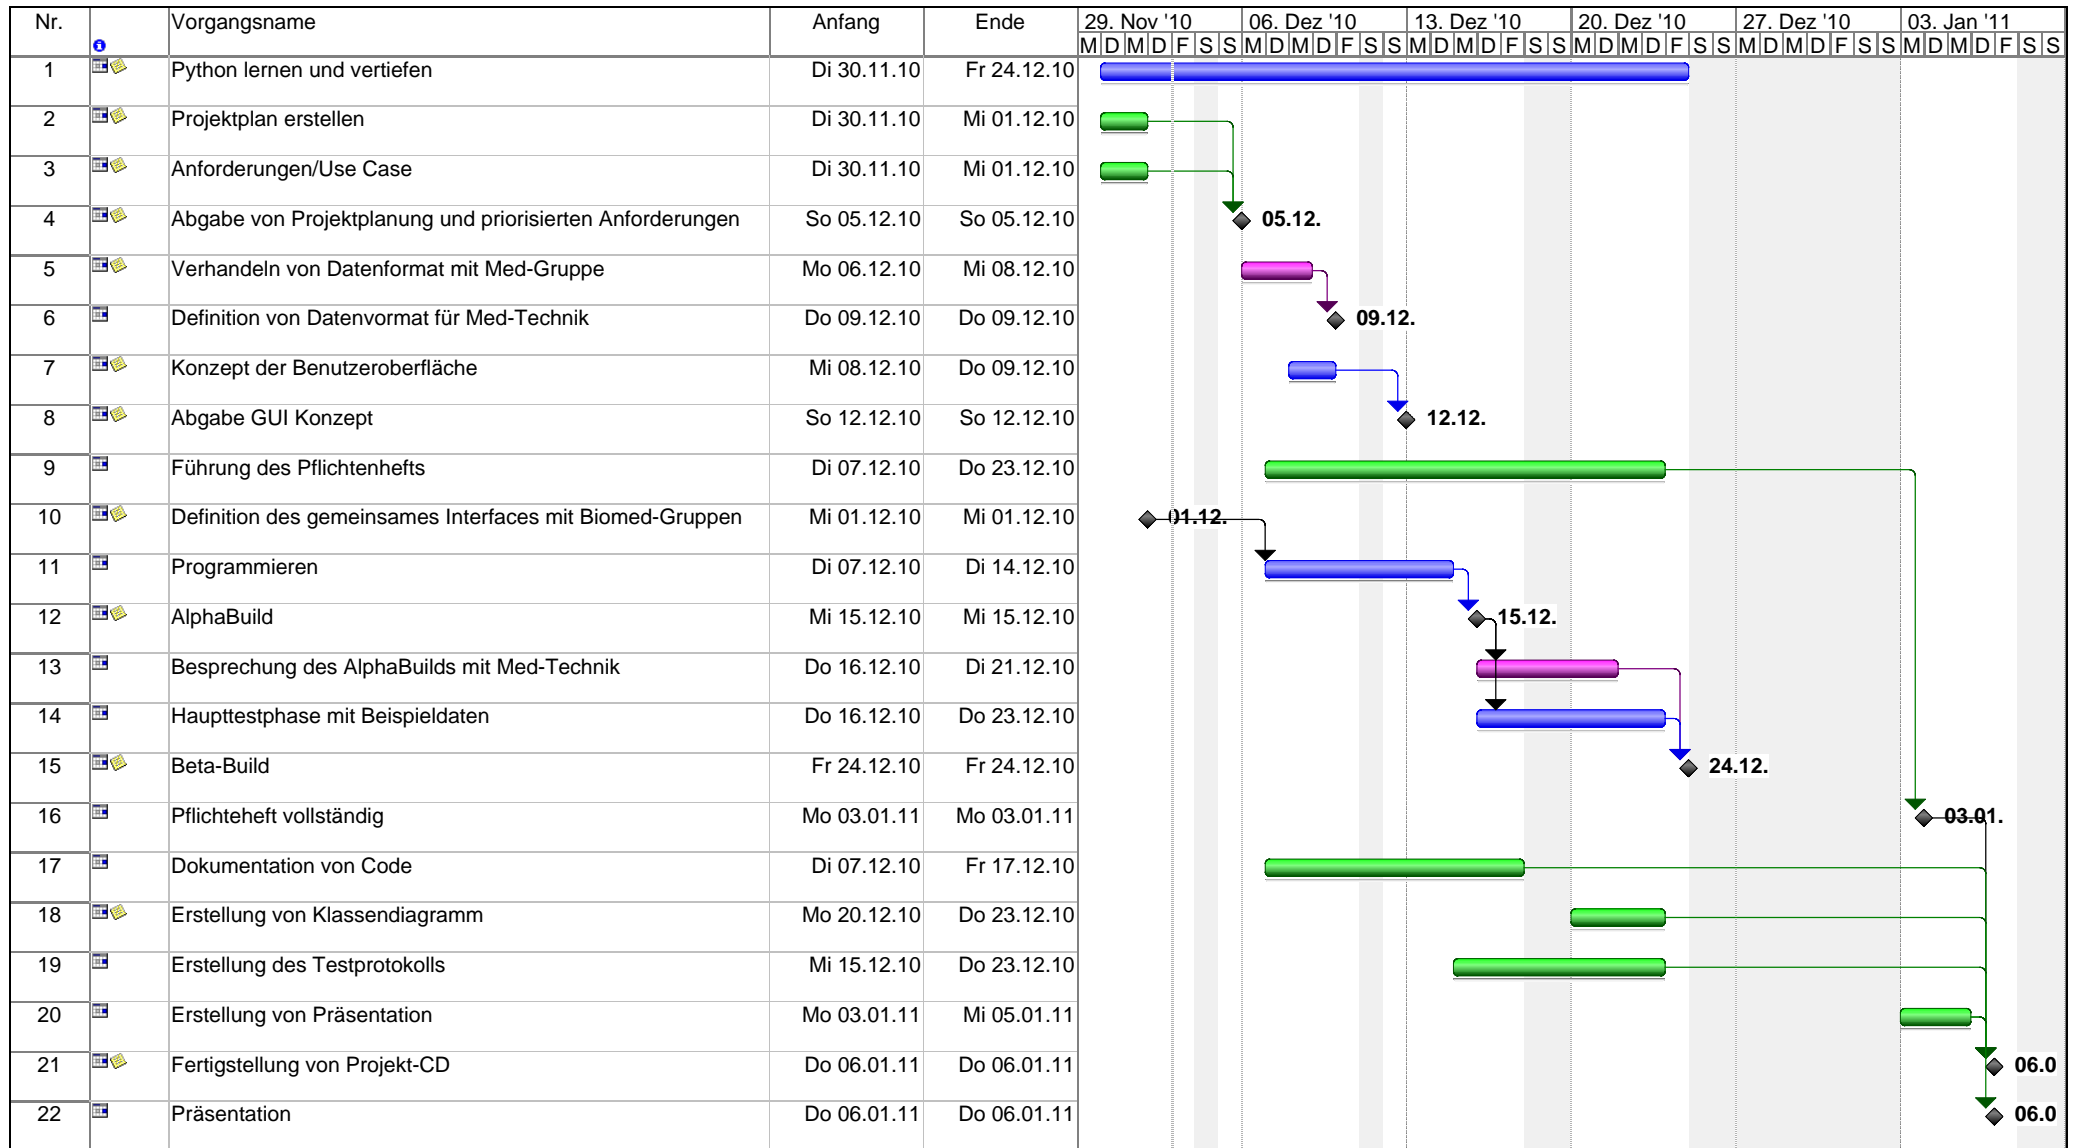 Nr. Vorgangsname Anfang Ende 29. Nov '10 06. Dez '10 13. Dez '10 20. Dez '10 27. Dez '10 03. Jan '11
M D M D F S S M D M D F S S M D M D F S S M D M D F S S M D M D F S S M D M D F S S
1 Python lernen und vertiefen Di 30.11.10 Fr 24.12.10
2 Projektplan erstellen Di 30.11.10 Mi 01.12.10
3 Anforderungen/Use Case Di 30.11.10 Mi 01.12.10
4 Abgabe von Projektplanung und priorisierten Anforderungen So 05.12.10 So 05.12.10 05.12.
5 Verhandeln von Datenformat mit Med-Gruppe Mo 06.12.10 Mi 08.12.10
6 Definition von Datenvormat für Med-Technik Do 09.12.10 Do 09.12.10 09.12.
7 Konzept der Benutzeroberfläche Mi 08.12.10 Do 09.12.10
8 Abgabe GUI Konzept So 12.12.10 So 12.12.10 12.12.
9 Führung des Pflichtenhefts Di 07.12.10 Do 23.12.10
10 Definition des gemeinsames Interfaces mit Biomed-Gruppen Mi 01.12.10 Mi 01.12.10 01.12.
11 Programmieren Di 07.12.10 Di 14.12.10
12 AlphaBuild Mi 15.12.10 Mi 15.12.10 15.12.
13 Besprechung des AlphaBuilds mit Med-Technik Do 16.12.10 Di 21.12.10
14 Haupttestphase mit Beispieldaten Do 16.12.10 Do 23.12.10
15 Beta-Build Fr 24.12.10 Fr 24.12.10 24.12.
16 Pflichteheft vollständig Mo 03.01.11 Mo 03.01.11 03.01.
17 Dokumentation von Code Di 07.12.10 Fr 17.12.10
18 Erstellung von Klassendiagramm Mo 20.12.10 Do 23.12.10
19 Erstellung des Testprotokolls Mi 15.12.10 Do 23.12.10
20 Erstellung von Präsentation Mo 03.01.11 Mi 05.01.11
21 Fertigstellung von Projekt-CD Do 06.01.11 Do 06.01.11 06.0
22 Präsentation Do 06.01.11 Do 06.01.11 06.0